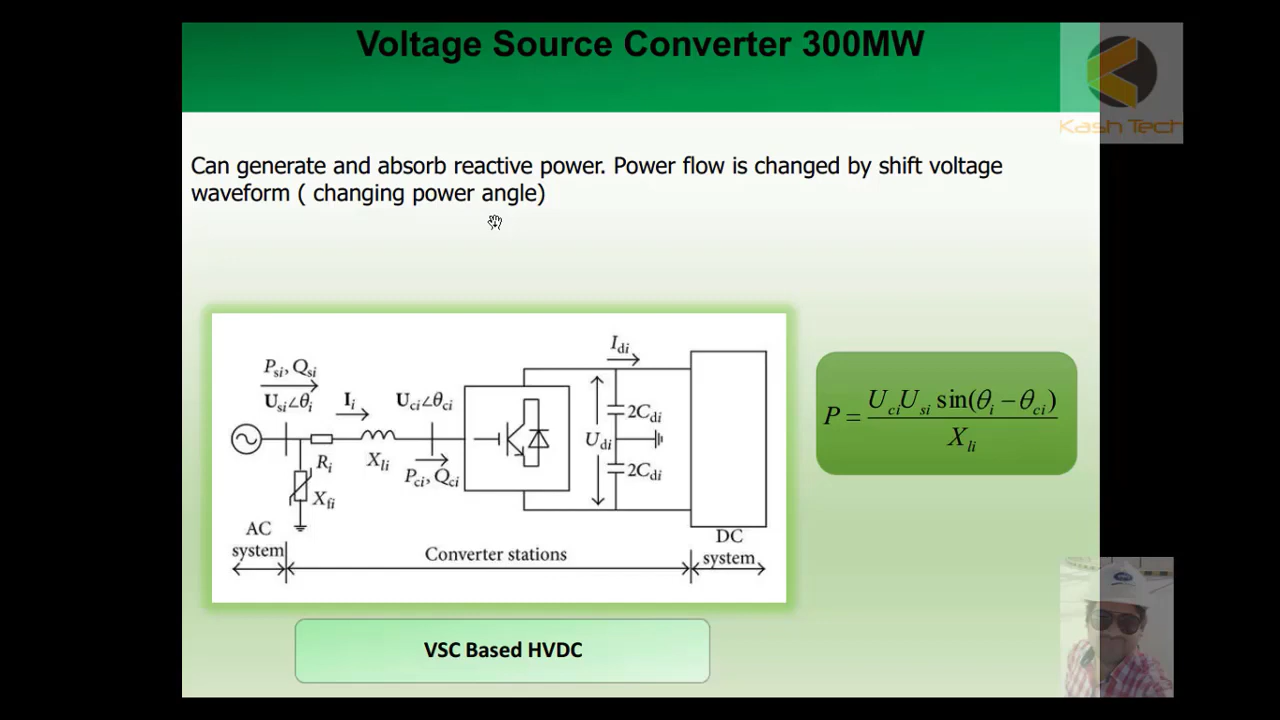 Voltage Source Converter 300MW
Kash Tech
Can generate and absorb reactive power. Power flow is changed by shift voltage
waveform ( changing power angle)
Psi, Qsi
Usi∠θi
Ii
Uci∠θci
Ri
Xli
Pci, Qci
Xfi
Idi
2Cdi
Udi
2Cdi
AC
system
Converter stations
DC
system
P = UciUsi sin(θi − θci) / Xli
VSC Based HVDC